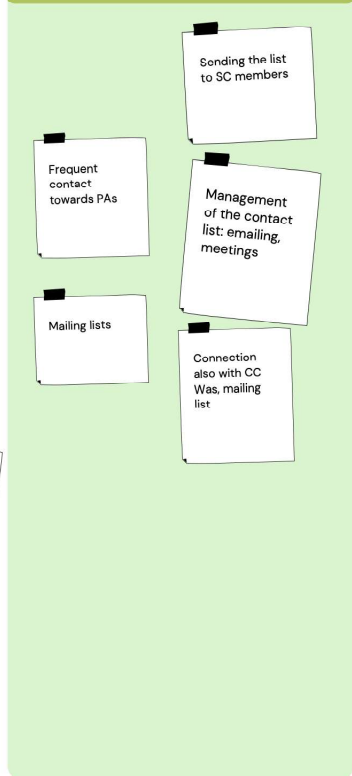 Sending the list
to SC members
Frequent
contact
towards PAs
Management
of the contact
list: emailing,
meetings
Mailing lists
Connection
also with CC
Was, mailing
list